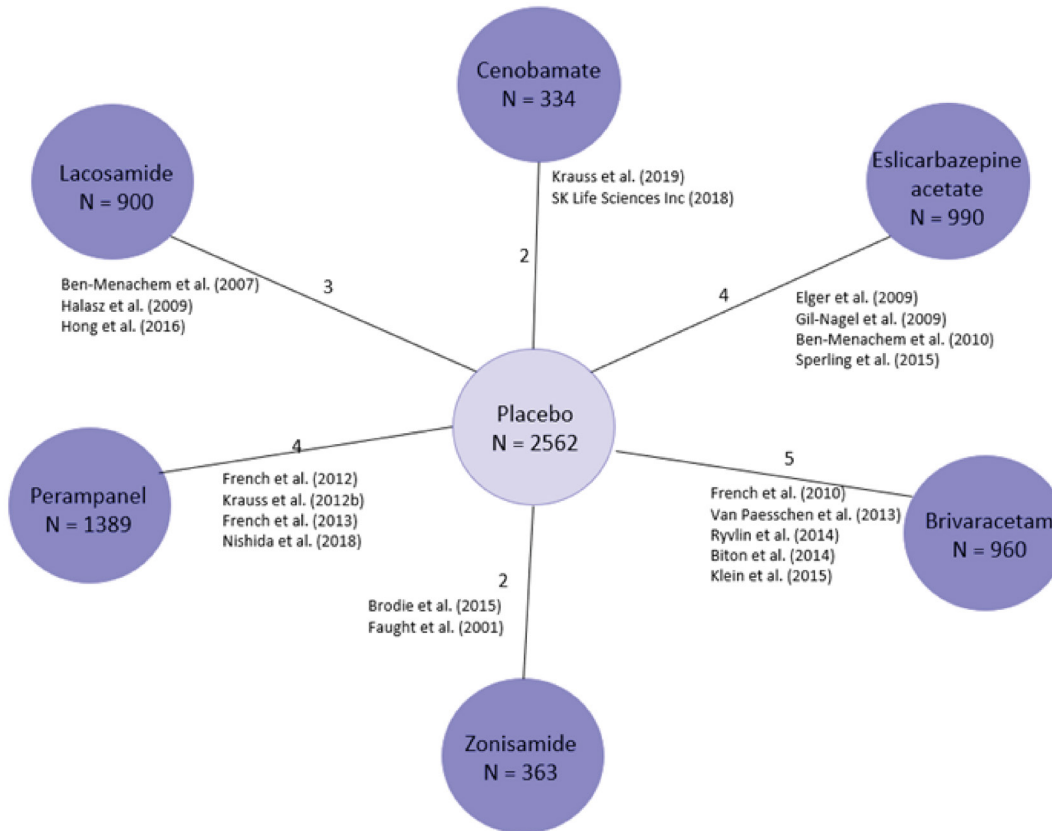 Cenobamate
N = 334
Lacosamide
N = 900
Eslicarbazepine
acetate
N = 990
Krauss et al. (2019)
SK Life Sciences Inc (2018)
2
3
4
Ben-Menachem et al. (2007)
Halasz et al. (2009)
Hong et al. (2016)
Elger et al. (2009)
Gil-Nagel et al. (2009)
Ben-Menachem et al. (2010)
Sperling et al. (2015)
Placebo
N = 2562
4
5
Perampanel
N = 1389
French et al. (2012)
Krauss et al. (2012b)
French et al. (2013)
Nishida et al. (2018)
French et al. (2010)
Van Paesschen et al. (2013)
Ryvlin et al. (2014)
Biton et al. (2014)
Klein et al. (2015)
Brivaracetam
N = 960
2
Brodie et al. (2015)
Faught et al. (2001)
Zonisamide
N = 363